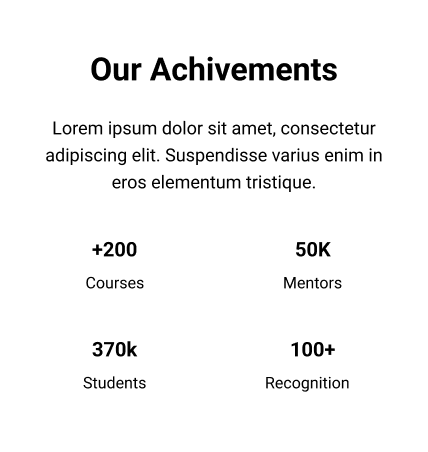 Our Achivements
Lorem ipsum dolor sit amet, consectetur
adipiscing elit. Suspendisse varius enim in
eros elementum tristique.
+200
50K
Courses
Mentors
370k
100+
Students
Recognition